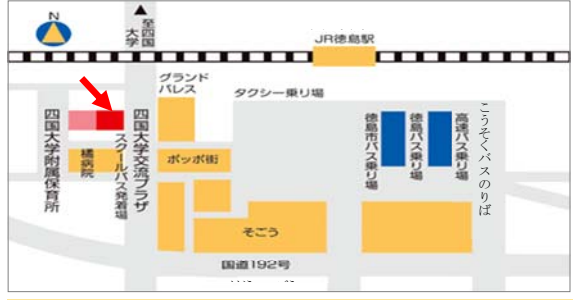 N
至四国
大学
JR徳島駅
グランド
パレス
タクシー乗り場
四国大学附属保育所
橘病院
スクールバス発着場
四国大学交流プラザ
ポッポ街
徳島市バス乗り場
徳島バス乗り場
高速バス乗り場
こうそくバスのりば
そごう
国道192号